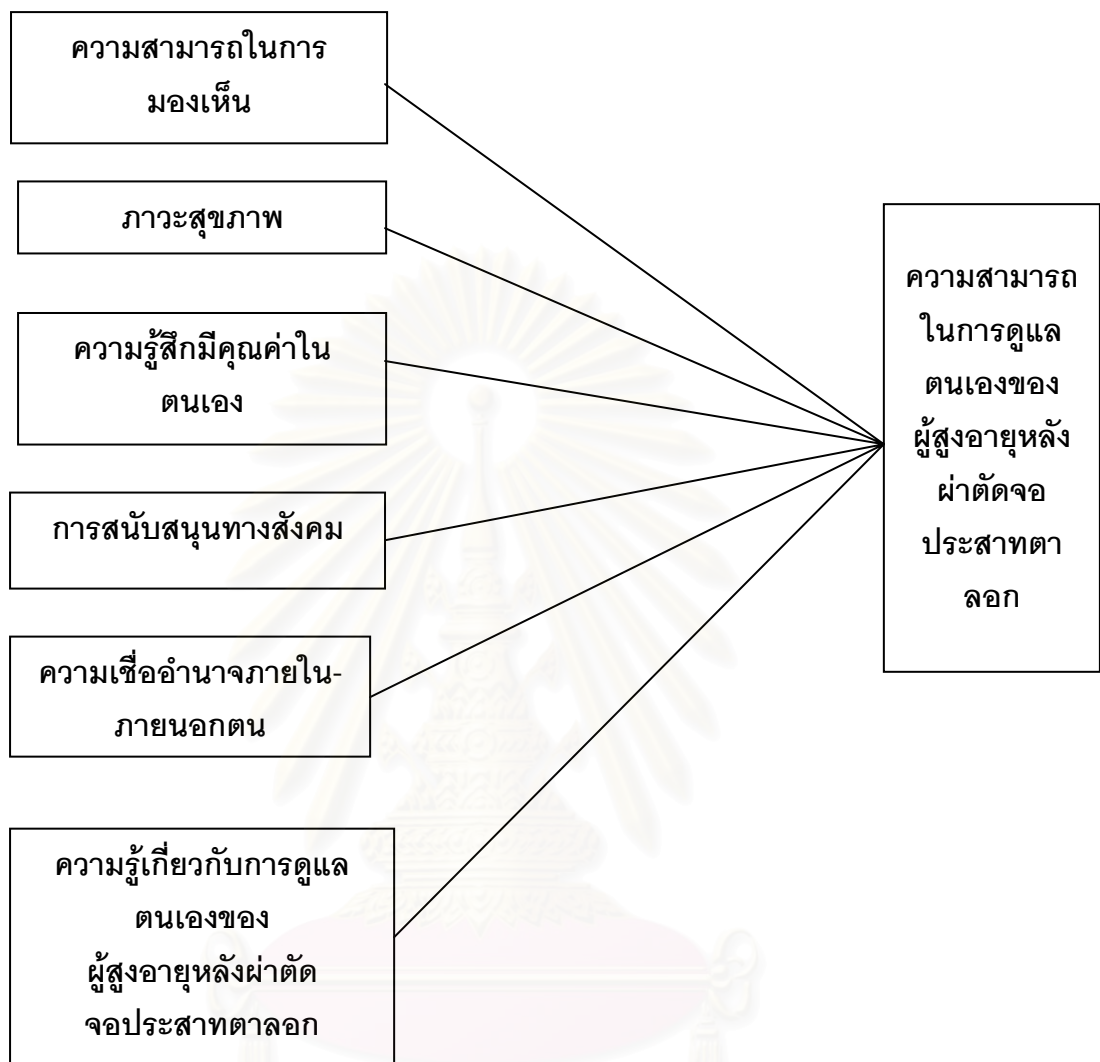 ความสามารถในการ
มองเห็น
ภาวะสุขภาพ
ความรู้สึกมีคุณค่าใน
ตนเอง
การสนับสนุนทางสังคม
ความเชื่ออำนาจภายใน-
ภายนอกตน
ความรู้เกี่ยวกับการดูแล
ตนเองของ
ผู้สูงอายุหลังผ่าตัด
จอประสาทตาลอก
ความสามารถ
ในการดูแล
ตนเองของ
ผู้สูงอายุหลัง
ผ่าตัดจอ
ประสาทตา
ลอก